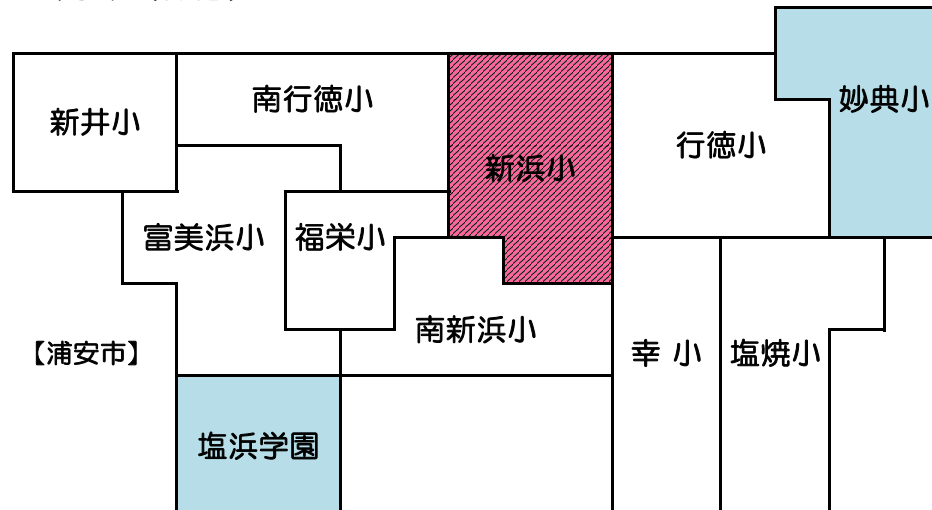 新井小
南行徳小
新浜小
行徳小
妙典小
富美浜小
福栄小
南新浜小
【浦安市】
幸 小
塩焼小
塩浜学園